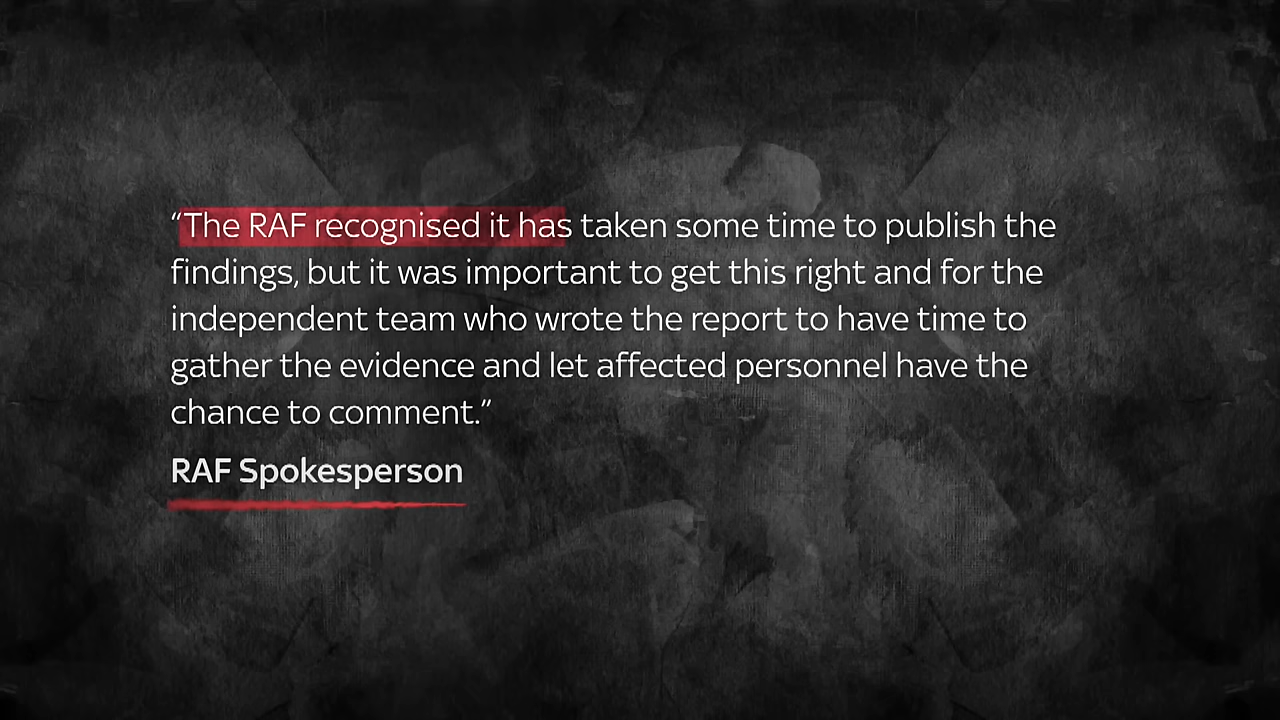 “The RAF recognised it has taken some time to publish the
findings, but it was important to get this right and for the
independent team who wrote the report to have time to
gather the evidence and let affected personnel have the
chance to comment.”
RAF Spokesperson